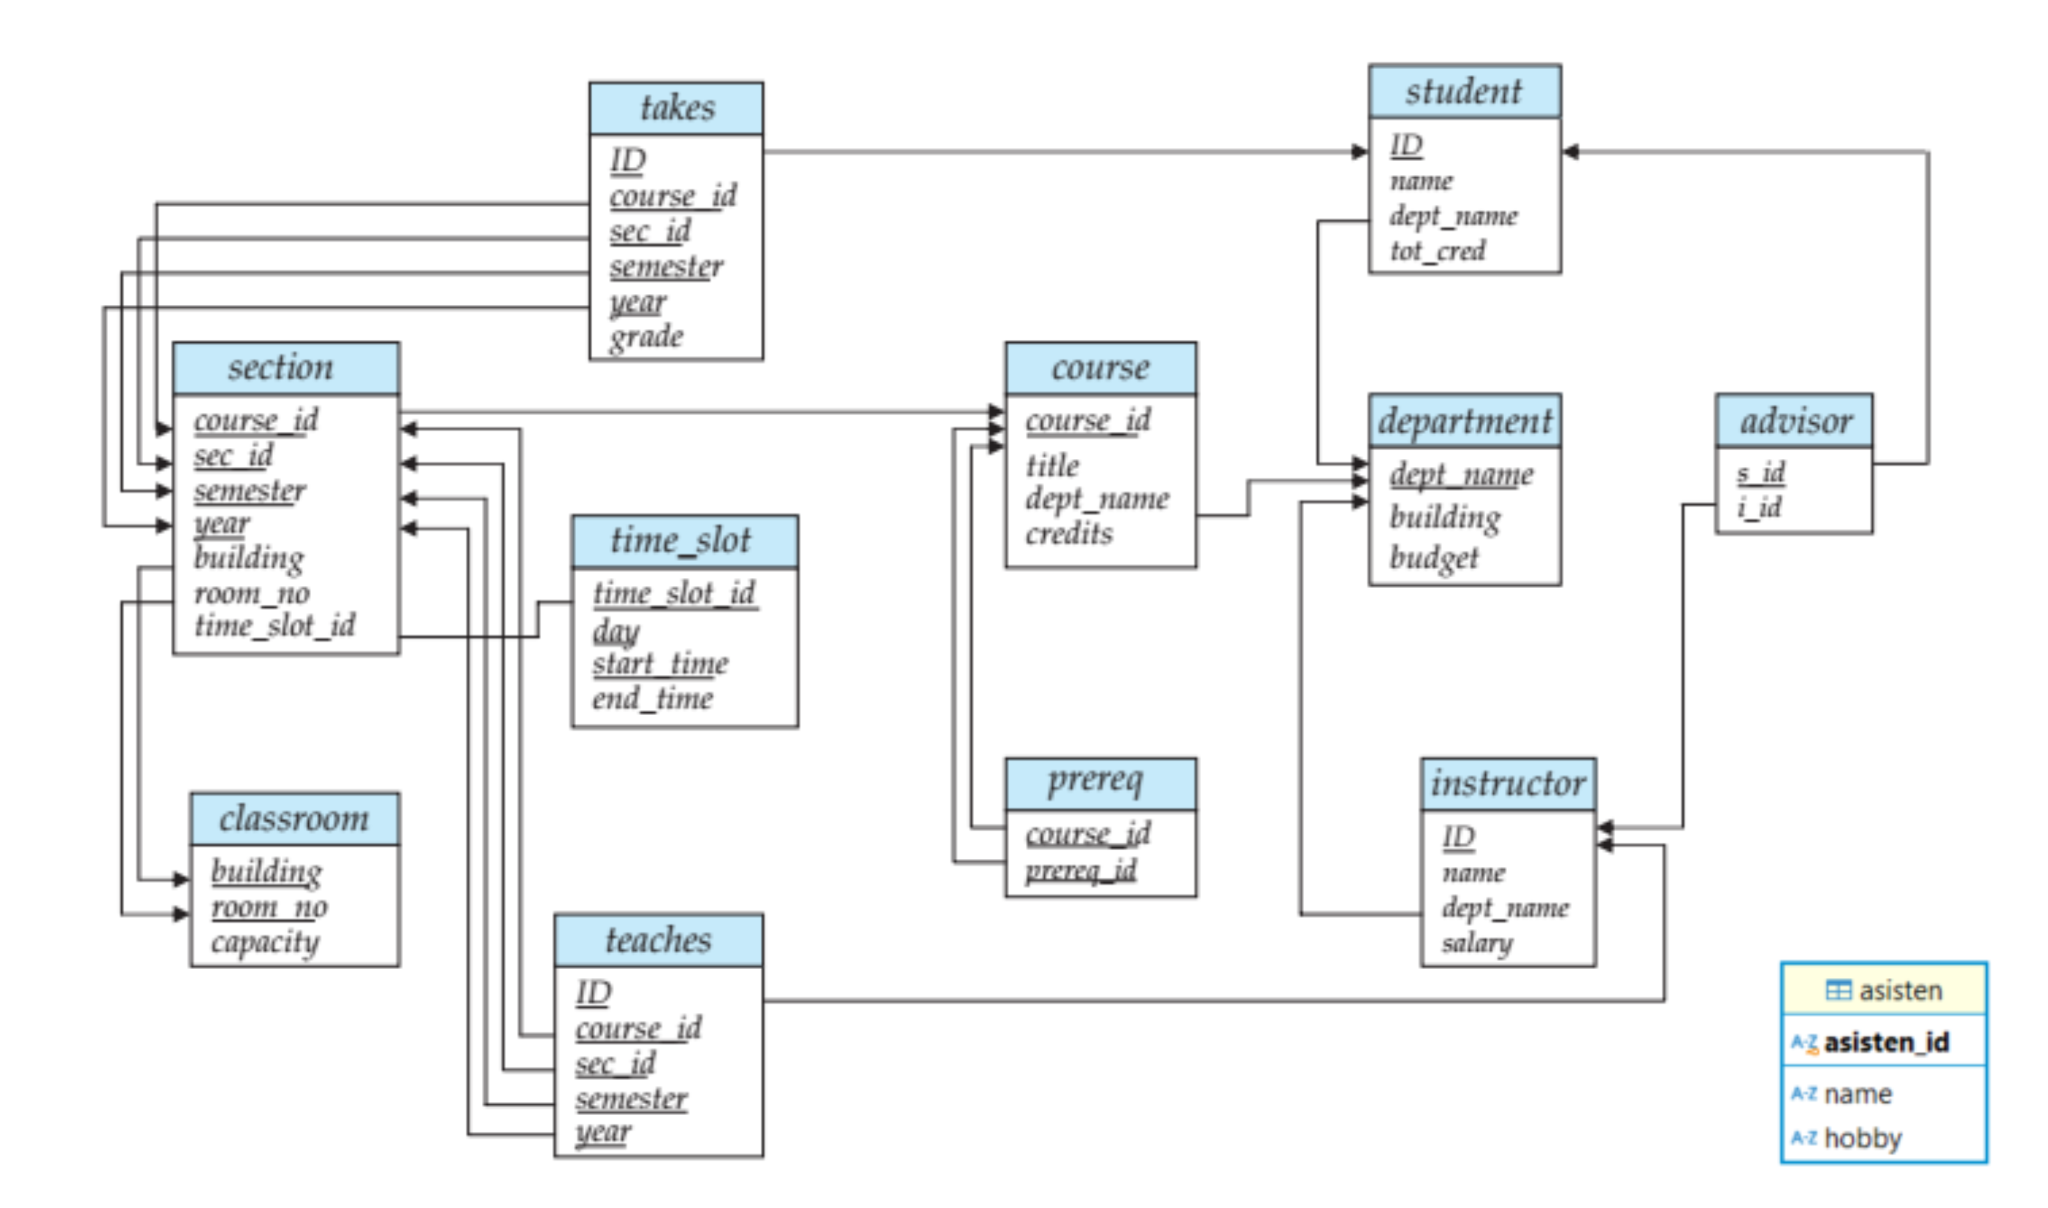 takes
ID
course_id
sec_id
semester
year
grade
student
ID
name
dept_name
tot_cred
section
course_id
sec_id
semester
year
building
room_no
time_slot_id
time_slot
time_slot_id
day
start_time
end_time
course
course_id
title
dept_name
credits
department
dept_name
building
budget
advisor
s_id
i_id
classroom
building
room_no
capacity
prereq
course_id
prereq_id
instructor
ID
name
dept_name
salary
teaches
ID
course_id
sec_id
semester
year
asisten
A-Z asisten_id
A-Z name
A-Z hobby